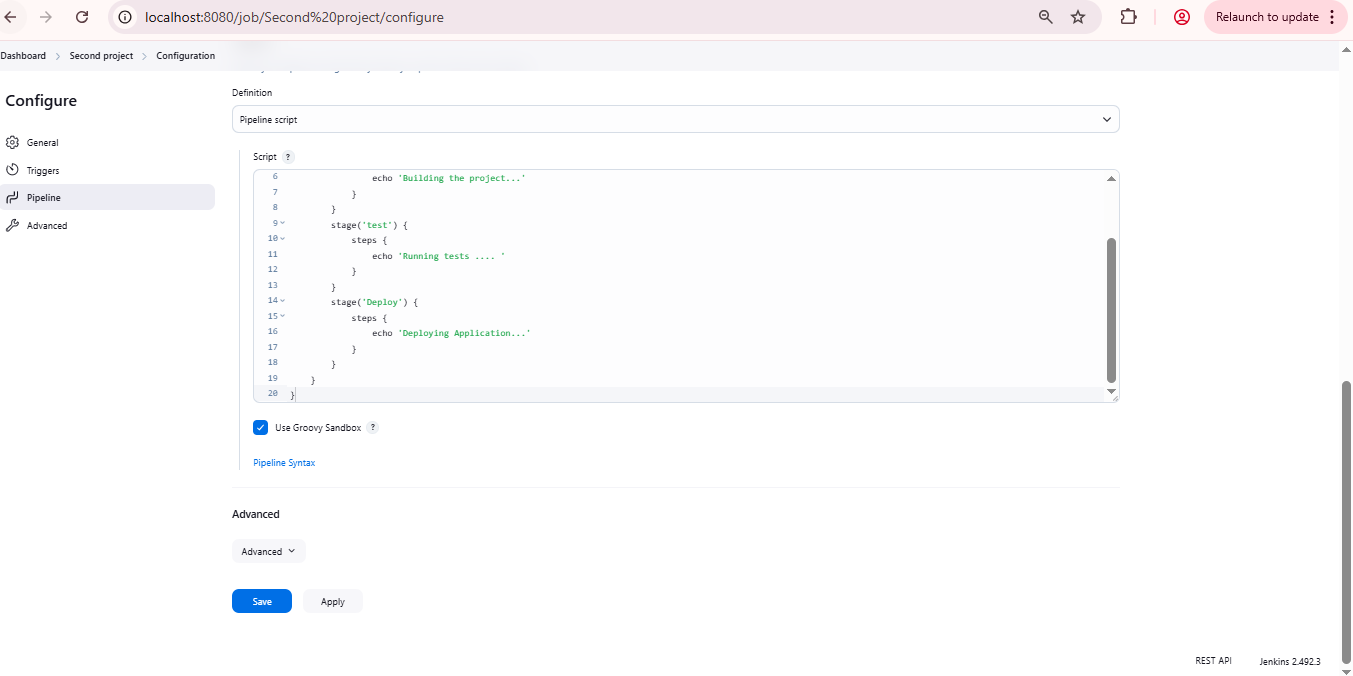 localhost:8080/job/Second%20project/configure
Relaunch to update
Dashboard > Second project > Configuration
Configure
General
Triggers
Pipeline
Advanced
Definition
Pipeline script
Script ?
6 echo 'Building the project...'
7 }
8 }
9 stage('test') {
10 steps {
11 echo 'Running tests .... '
12 }
13 }
14 stage('Deploy') {
15 steps {
16 echo 'Deploying Application...'
17 }
18 }
19 }
20 }
Use Groovy Sandbox ?
Pipeline Syntax
Advanced
Advanced
Save Apply
REST API Jenkins 2.492.3